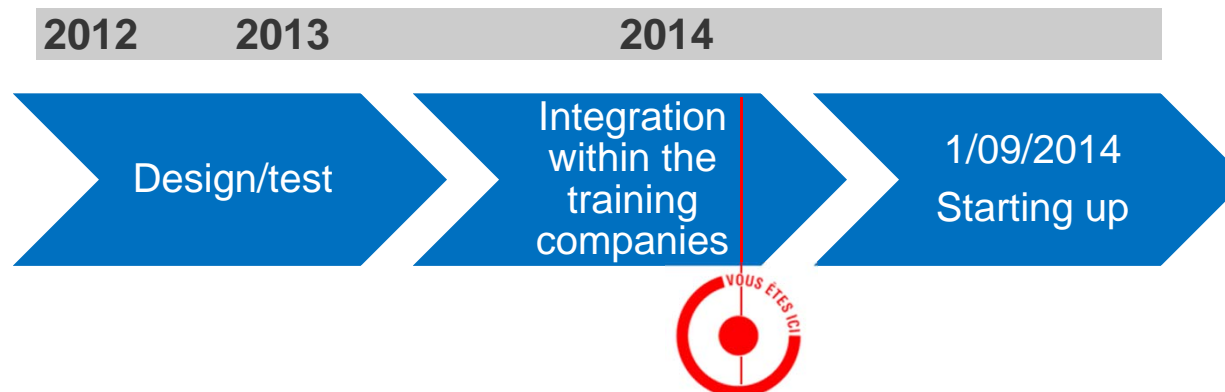 2012 2013 2014
Design/test
Integration
within the
training
companies
1/09/2014
Starting up
VOUS ÊTES ICI